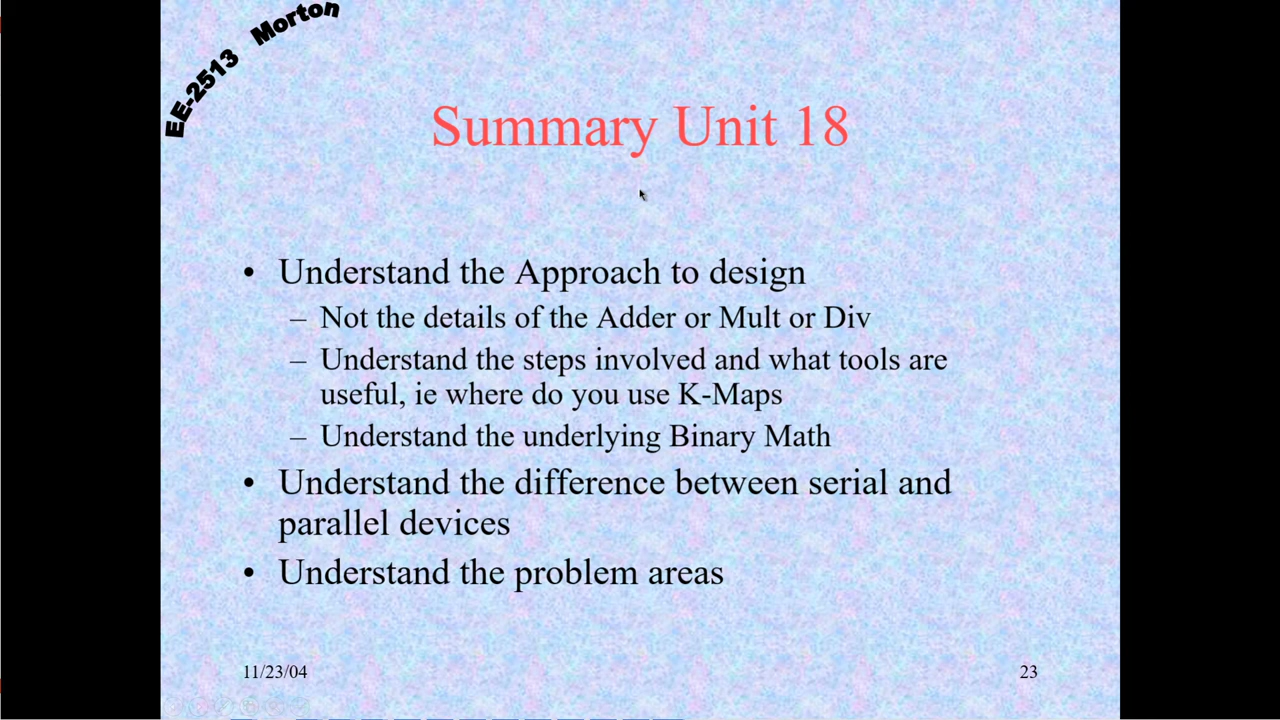 EE-2513 Morton
Summary Unit 18
• Understand the Approach to design
– Not the details of the Adder or Mult or Div
– Understand the steps involved and what tools are
useful, ie where do you use K-Maps
– Understand the underlying Binary Math
• Understand the difference between serial and
parallel devices
• Understand the problem areas
11/23/04
23